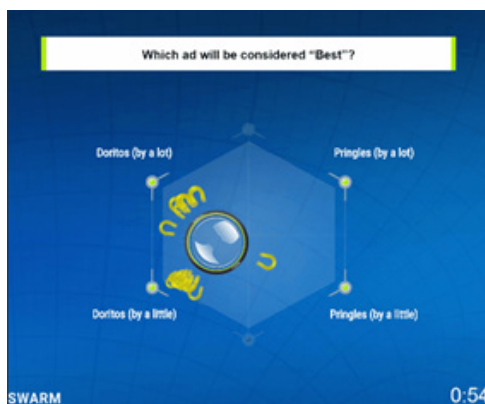 Which ad will be considered “Best”?
Doritos (by a lot)
Pringles (by a lot)
Doritos (by a little)
Pringles (by a little)
SWARM
0:54